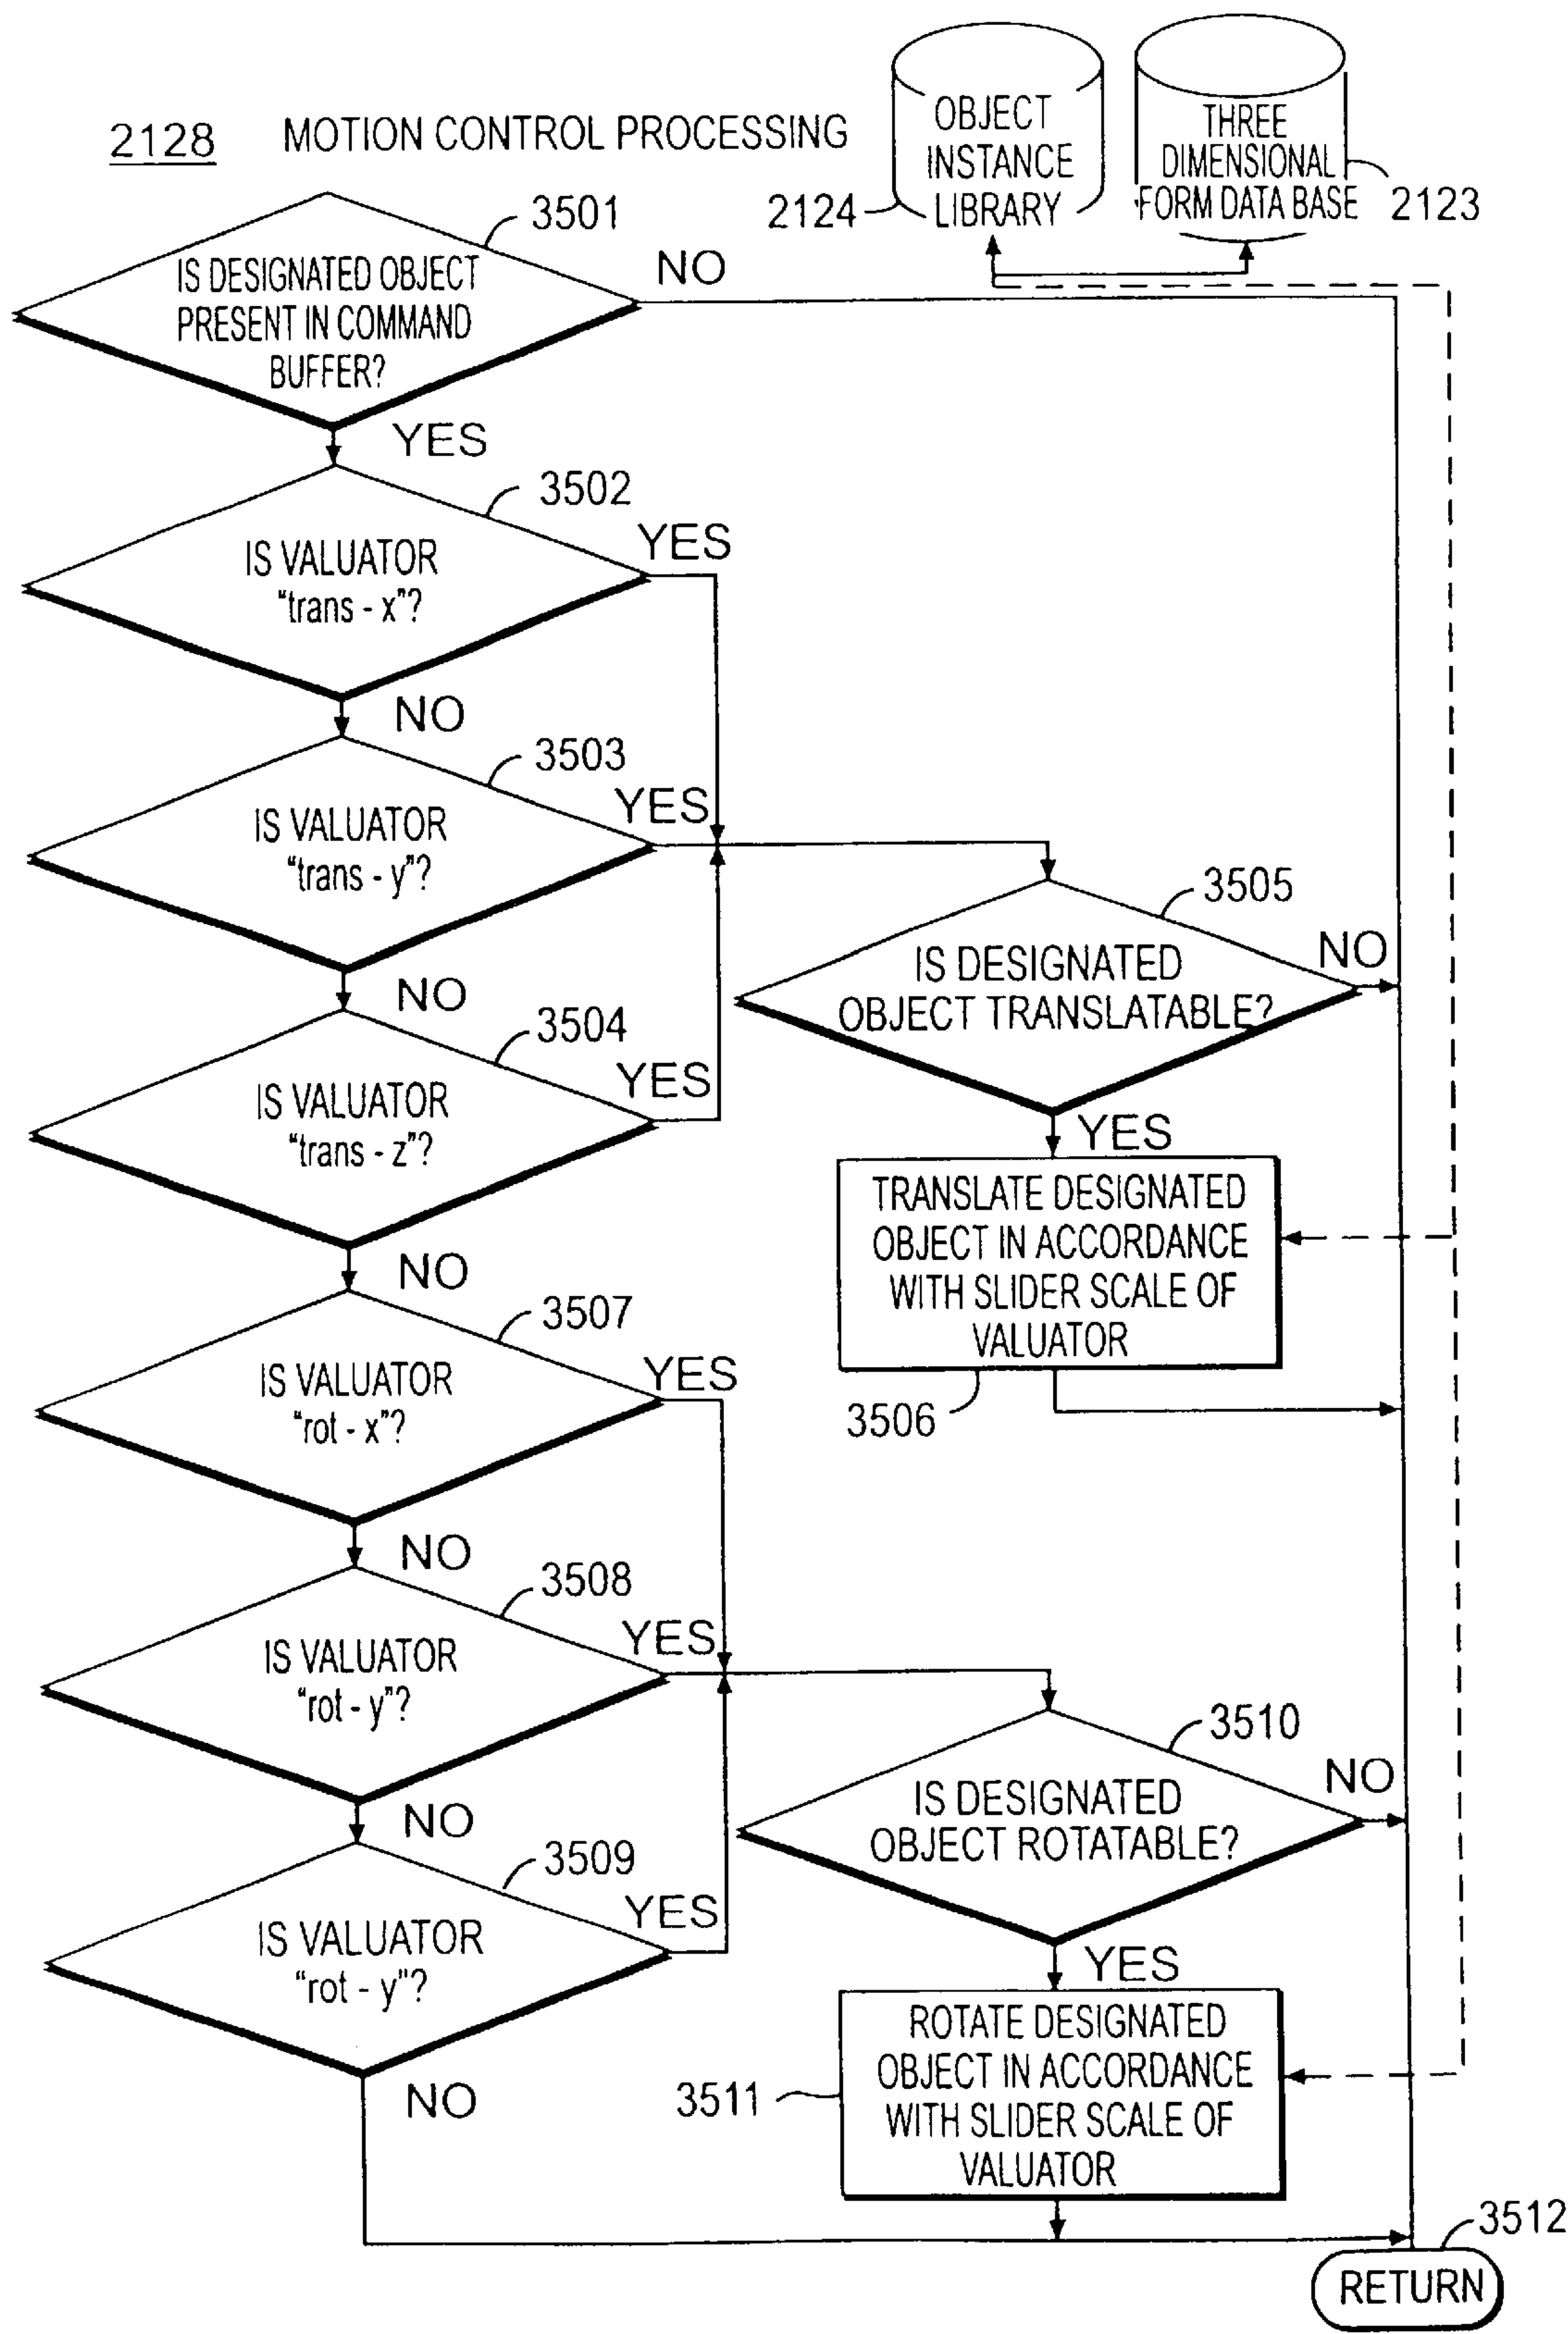 2128 MOTION CONTROL PROCESSING
OBJECT
INSTANCE
LIBRARY
2124
THREE
DIMENSIONAL
FORM DATA BASE
2123
3501
IS DESIGNATED OBJECT
PRESENT IN COMMAND
BUFFER?
NO
YES
3502
IS VALUATOR
"trans - x"?
YES
NO
3503
IS VALUATOR
"trans - y"?
YES
NO
3504
IS VALUATOR
"trans - z"?
YES
NO
3505
IS DESIGNATED
OBJECT TRANSLATABLE?
NO
YES
TRANSLATE DESIGNATED
OBJECT IN ACCORDANCE
WITH SLIDER SCALE OF
VALUATOR
3506
3507
IS VALUATOR
"rot - x"?
YES
NO
3508
IS VALUATOR
"rot - y"?
YES
NO
3509
IS VALUATOR
"rot - y"?
YES
NO
3510
IS DESIGNATED
OBJECT ROTATABLE?
NO
YES
ROTATE DESIGNATED
OBJECT IN ACCORDANCE
WITH SLIDER SCALE OF
VALUATOR
3511
3512
RETURN